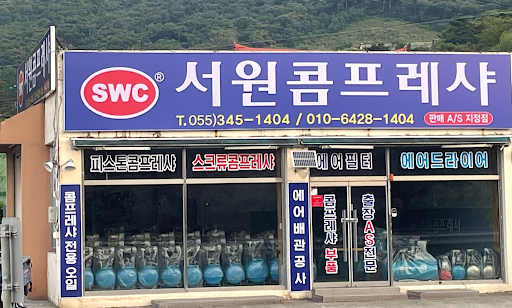 SWC®
서원콤프레샤
T.(055)345-1404 / 010-6428-1404
판매 A/S 지정점
피스톤콤프레샤
스크류콤프레샤
에어필터
에어드라이어
콤프레샤 전용 오일
에어배관공사
콤프레샤 부품
출장AS전문